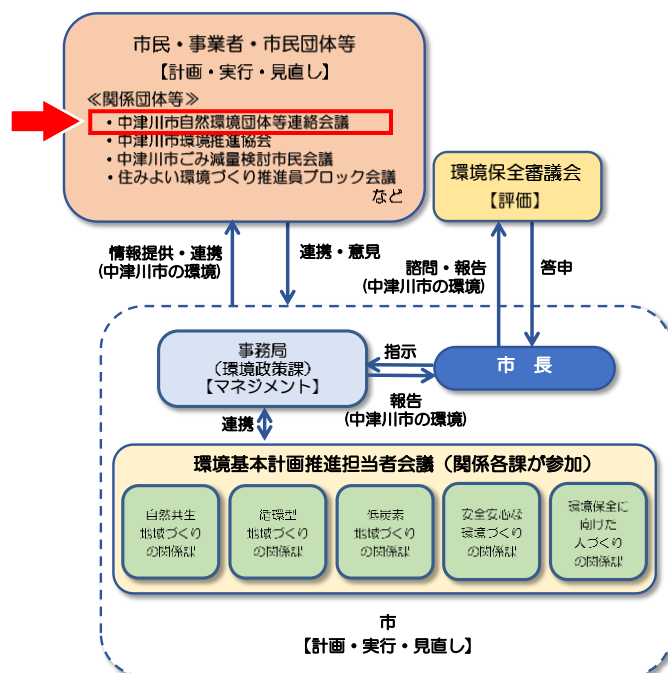 市民・事業者・市民団体等
【計画・実行・見直し】
≪関係団体等≫
・中津川市自然環境団体等連絡会議
・中津川市環境推進協会
・中津川市ごみ減量検討市民会議
・住みよい環境づくり推進員ブロック会議
など
環境保全審議会
【評価】
情報提供・連携
(中津川市の環境)
連携・意見
諮問・報告
(中津川市の環境)
答申
事務局
（環境政策課）
【マネジメント】
指示
市 長
報告
(中津川市の環境)
連携
環境基本計画推進担当者会議（関係各課が参加）
自然共生
地域づくり
の関係課
循環型
地域づくり
の関係課
低炭素
地域づくり
の関係課
安全安心な
環境づくり
の関係課
環境保全に
向けた
人づくり
の関係課
市
【計画・実行・見直し】